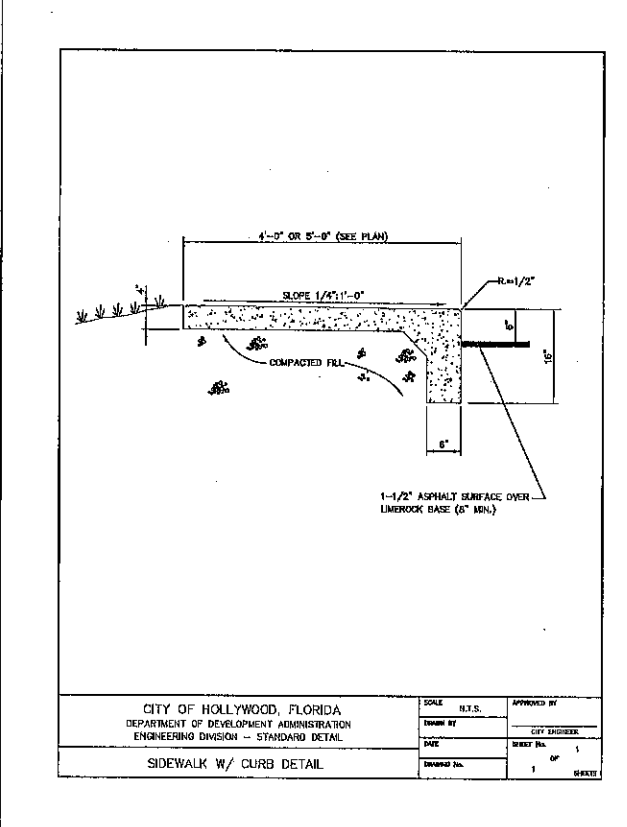 4'-0" OR 5'-0" (SEE PLAN)
4"
SLOPE 1/4":1'-0"
R.=1/2"
6"
16"
COMPACTED FILL
6"
1-1/2" ASPHALT SURFACE OVER
LIMEROCK BASE (8" MIN.)
CITY OF HOLLYWOOD, FLORIDA
DEPARTMENT OF DEVELOPMENT ADMINISTRATION
ENGINEERING DIVISION - STANDARD DETAIL
SIDEWALK W/ CURB DETAIL
SCALE N.T.S.
DRAWN BY
DATE
DRAWING No.
APPROVED BY
CITY ENGINEER
SHEET No. 1
OF
1 SHEET